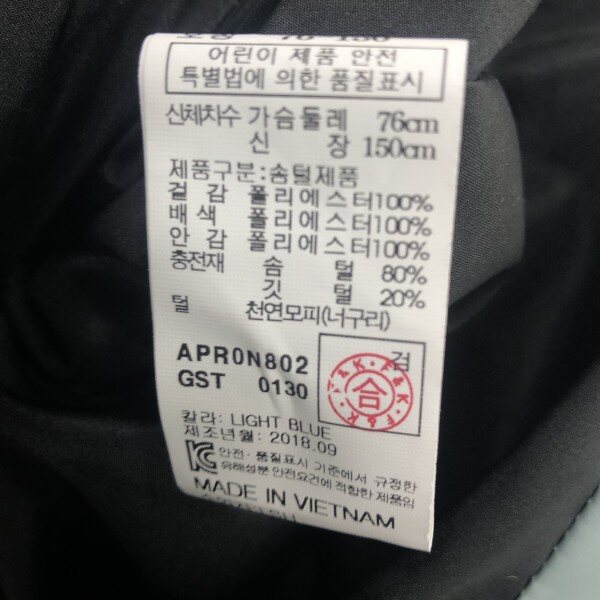 어린이 제품 안전
특별법에 의한 품질표시
신체차수 가슴둘레 76cm
신 장 150cm
제품구분:솜털제품
겉 감 폴리에스터100%
배 색 폴리에스터100%
안 감 폴리에스터100%
충전재 솜 털 80%
깃 털 20%
털 천연모피(너구리)
APR0N802
GST 0130
검
合
F&K
칼라: LIGHT BLUE
제조년월: 2018.09
안전·품질표시 기준에서 규정한
유해성분 안전요건에 적합한 제품임
MADE IN VIETNAM